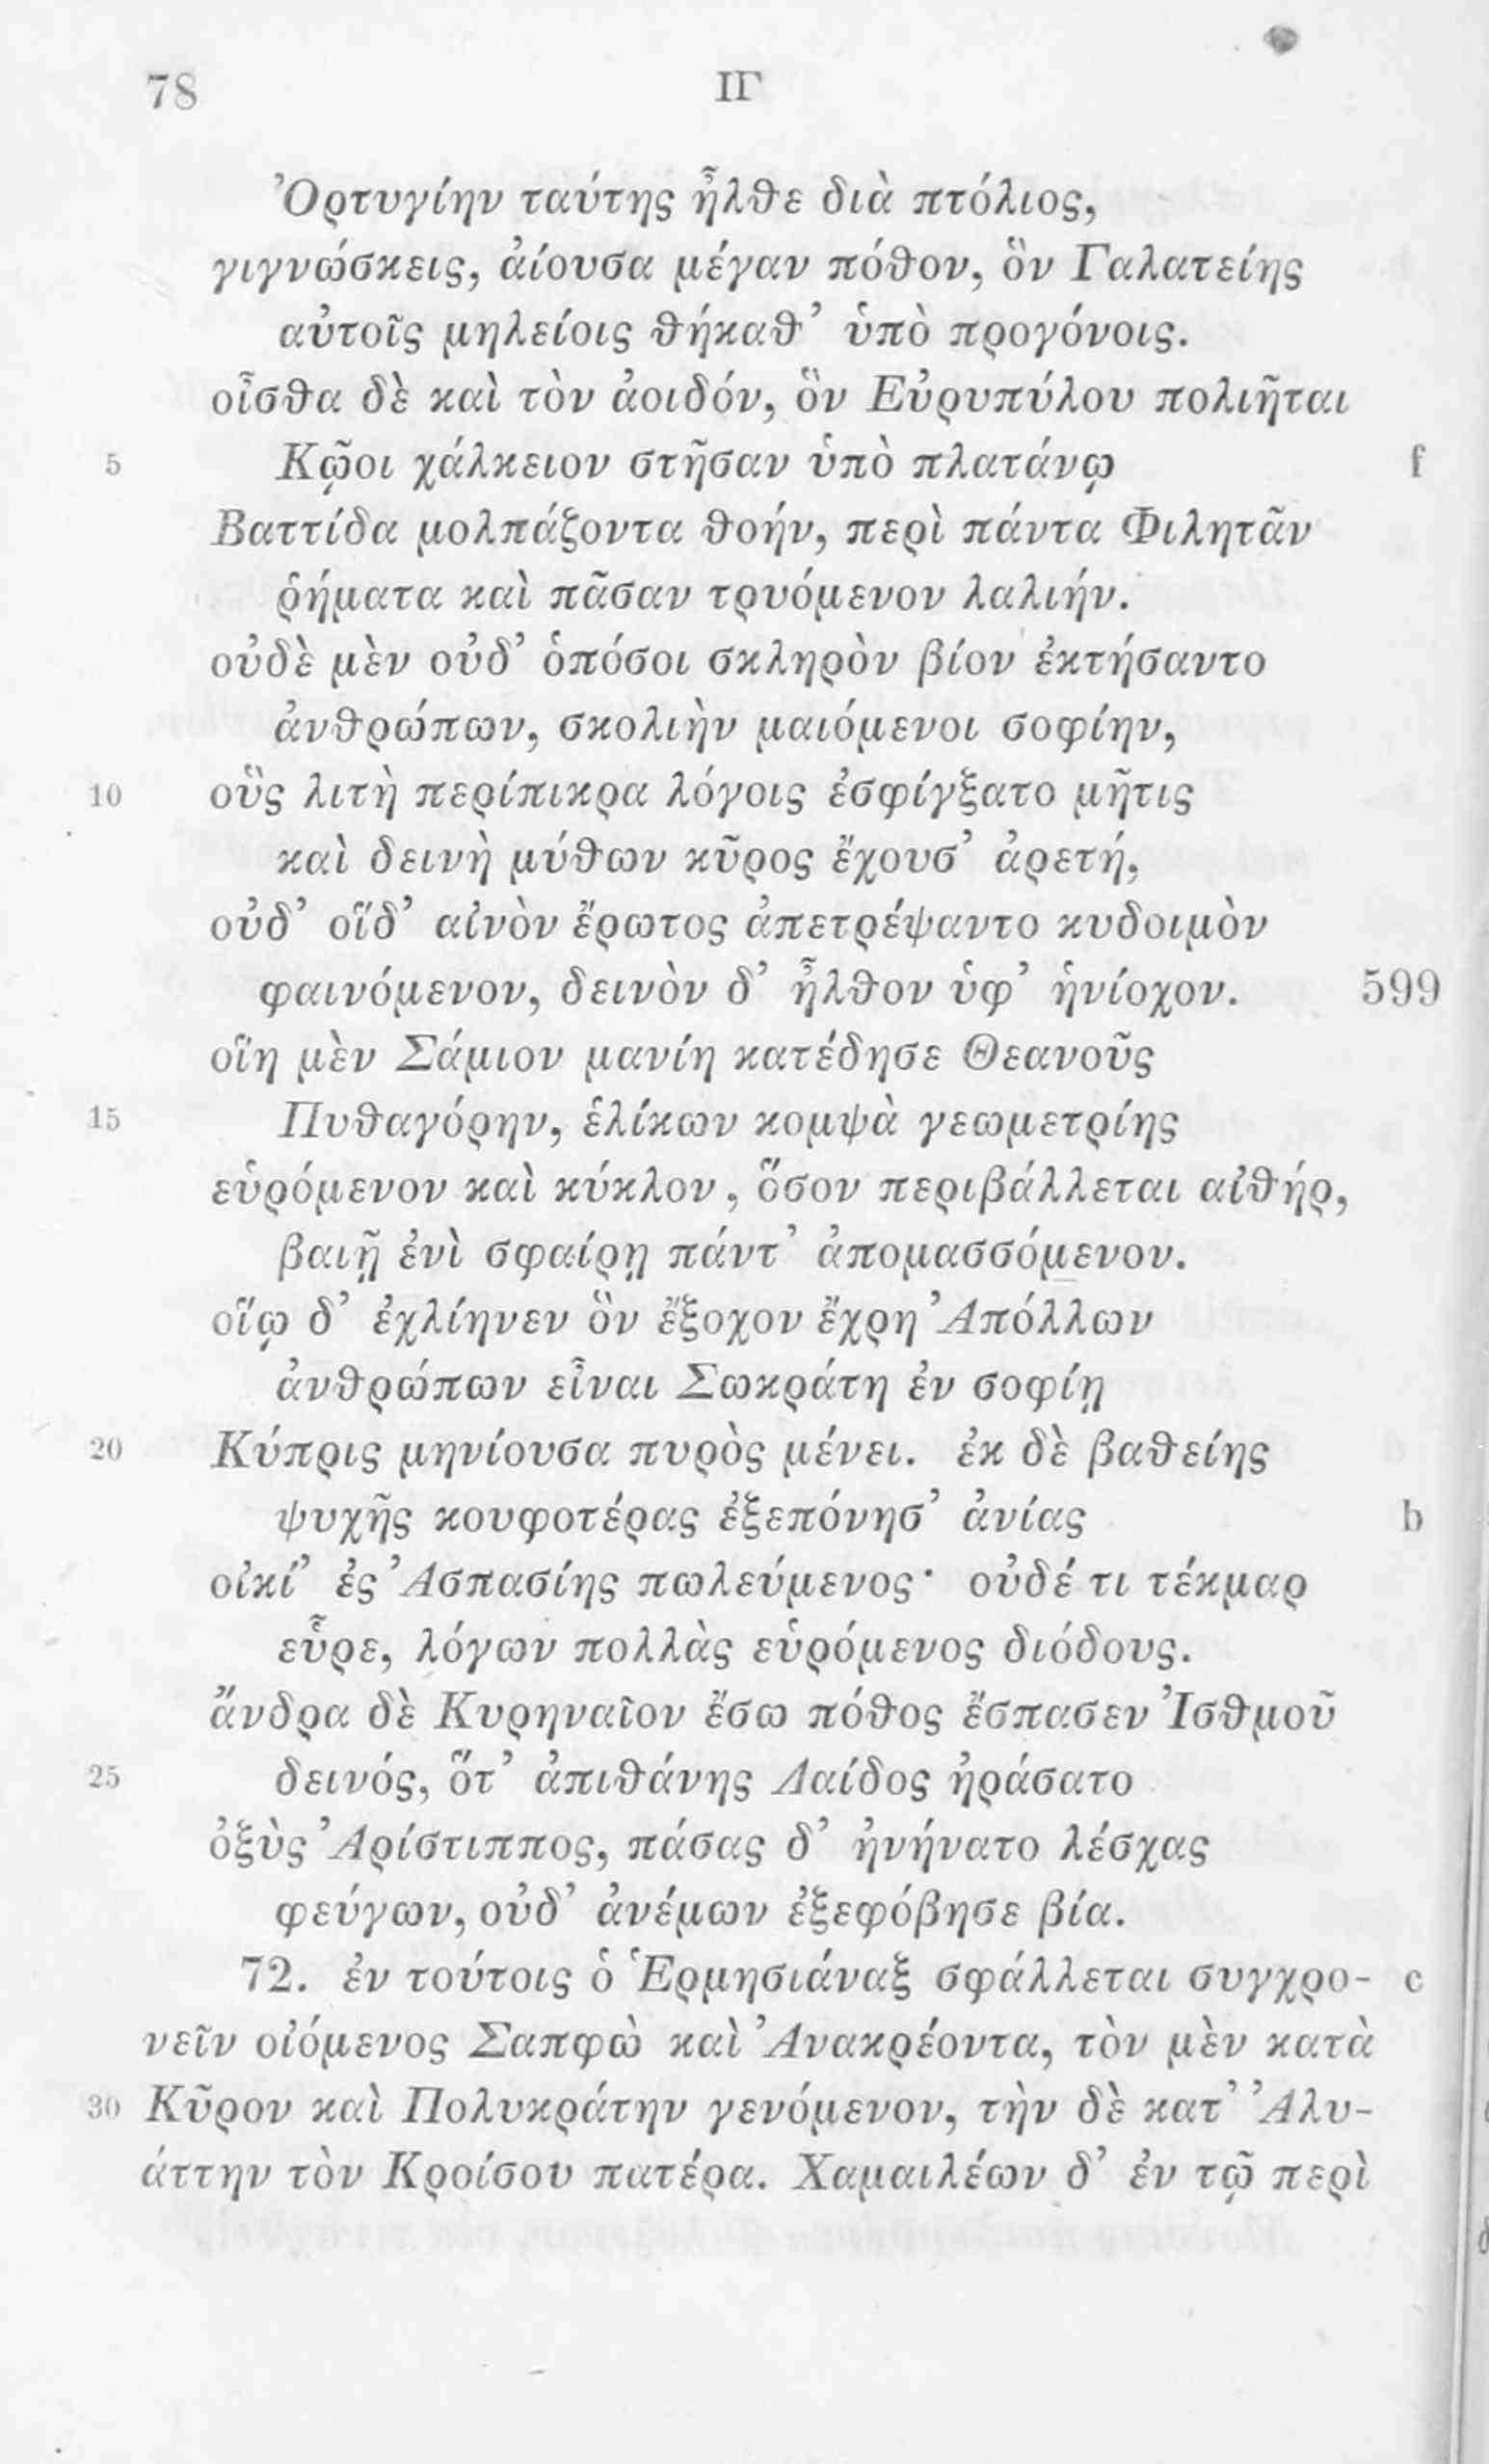 78 ΙΓ
Ὀρτυγίην ταύτης ἦλθε διὰ πτόλιος,
γιγνώσκεις, ἀίουσα μέγαν πόθον, ὃν Γαλατείης
αὐτοῖς μηλείοις θήκαθ’ ὑπὸ προγόνοις.
οἶσθα δὲ καὶ τὸν ἀοιδόν, ὃν Εὐρυπύλου πολιῆται
5 Κῷοι χάλκειον στῆσαν ὑπὸ πλατάνῳ f
Βαττίδα μολπάζοντα θοήν, περὶ πάντα Φιλητᾶν
ῥήματα καὶ πᾶσαν τρυόμενον λαλιήν.
οὐδὲ μὲν οὐδ’ ὁπόσοι σκληρὸν βίον ἐκτήσαντο
ἀνθρώπων, σκολιὴν μαιόμενοι σοφίην,
10 οὓς λιτὴ περίπικρα λόγοις ἐσφίγξατο μῆτις
καὶ δεινὴ μύθων κῦρος ἔχουσ’ ἀρετή,
οὐδ’ οἵδ’ αἰνὸν ἔρωτος ἀπετρέψαντο κυδοιμὸν
φαινόμενον, δεινὸν δ’ ἦλθον ὑφ’ ἡνίοχον. 599
οἵη μὲν Σάμιον μανίη κατέδησε Θεανοῦς
15 Πυθαγόρην, ἑλίκων κομψὰ γεωμετρίης
εὑρόμενον καὶ κύκλον, ὅσον περιβάλλεται αἰθήρ,
βαιῇ ἐνὶ σφαίρῃ πάντ’ ἀπομασσόμενον.
οἵῳ δ’ ἐχλίηνεν ὃν ἔξοχον ἔχρη Ἀπόλλων
ἀνθρώπων εἶναι Σωκράτη ἐν σοφίῃ
20 Κύπρις μηνίουσα πυρὸς μένει. ἐκ δὲ βαθείης
ψυχῆς κουφοτέρας ἐξεπόνησ’ ἀνίας b
οἰκί’ ἐς Ἀσπασίης πωλεύμενος· οὐδέ τι τέκμαρ
εὗρε, λόγων πολλὰς εὑρόμενος διόδους.
ἄνδρα δὲ Κυρηναῖον ἔσω πόθος ἔσπασεν Ἰσθμοῦ
25 δεινός, ὅτ’ ἀπιθάνης Λαίδος ἠράσατο
ὀξὺς Ἀρίστιππος, πάσας δ’ ἠνήνατο λέσχας
φεύγων, οὐδ’ ἀνέμων ἐξεφόβησε βία.
72. ἐν τούτοις ὁ Ἑρμησιάναξ σφάλλεται συγχρο- c
νεῖν οἰόμενος Σαπφὼ καὶ Ἀνακρέοντα, τὸν μὲν κατὰ
30 Κῦρον καὶ Πολυκράτην γενόμενον, τὴν δὲ κατ’ Ἀλυ-
άττην τὸν Κροίσου πατέρα. Χαμαιλέων δ’ ἐν τῷ περὶ